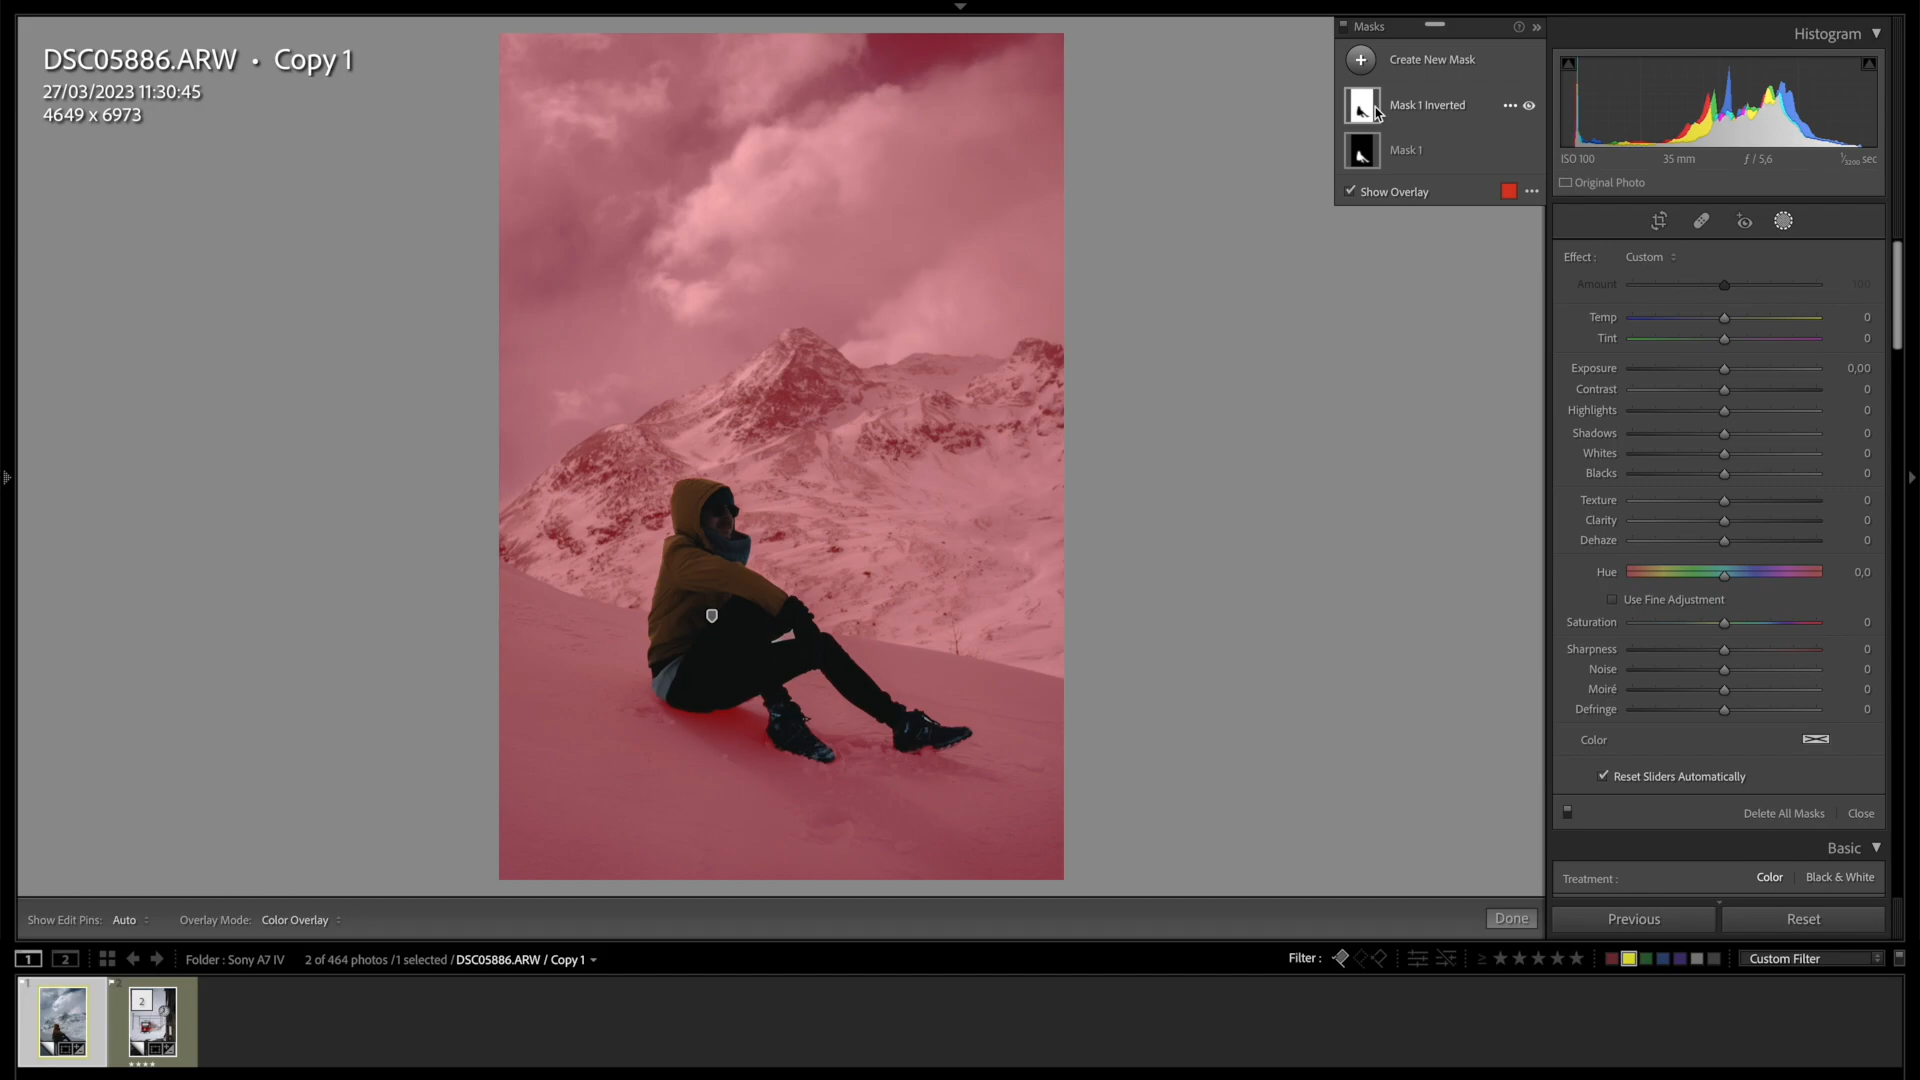 DSC05886.ARW • Copy 1
27/03/2023 11:30:45
4649 x 6973
Masks
Create New Mask
Mask 1 Inverted
Mask 1
Show Overlay
Histogram
ISO 100 35 mm ƒ / 5,6 1/3200 sec
Original Photo
Effect : Custom
Amount 100
Temp 0
Tint 0
Exposure 0,00
Contrast 0
Highlights 0
Shadows 0
Whites 0
Blacks 0
Texture 0
Clarity 0
Dehaze 0
Hue 0,0
Use Fine Adjustment
Saturation 0
Sharpness 0
Noise 0
Moiré 0
Defringe 0
Color
Reset Sliders Automatically
Delete All Masks Close
Basic
Treatment : Color Black & White
Previous Reset
Show Edit Pins: Auto Overlay Mode: Color Overlay Done
1 2 Folder : Sony A7 IV 2 of 464 photos / 1 selected / DSC05886.ARW / Copy 1 Filter : ≥ ★★★★★ Custom Filter
1 2
2
★★★★